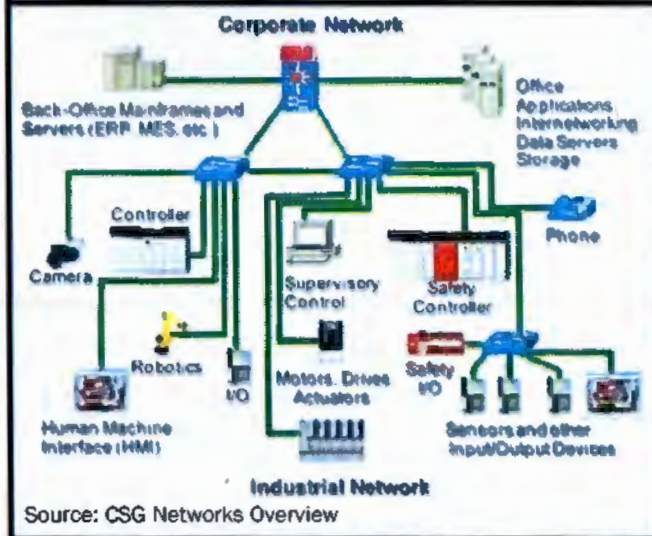 Corporate Network
Back-Office Mainframes and
Servers (ERP, MES, etc.)
Office
Applications
Internetworking
Data Servers
Storage
Controller
Camera
Supervisory
Control
Safety
Controller
Phone
Robotics
I/O
Motors, Drives
Actuators
Safety
I/O
Human Machine
Interface (HMI)
Sensors and other
Input/Output Devices
Industrial Network
Source: CSG Networks Overview